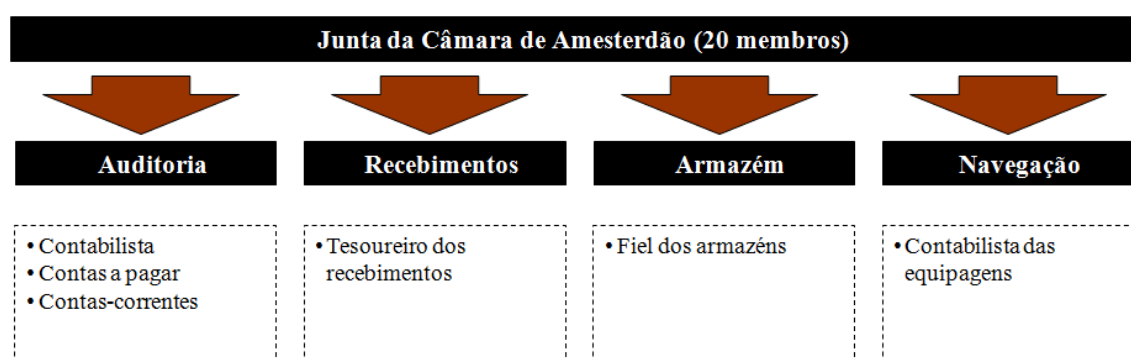 Junta da Câmara de Amesterdão (20 membros)
Auditoria
Recebimentos
Armazém
Navegação
• Contabilista
• Contas a pagar
• Contas-correntes
• Tesoureiro dos
recebimentos
• Fiel dos armazéns
• Contabilista das
equipagens